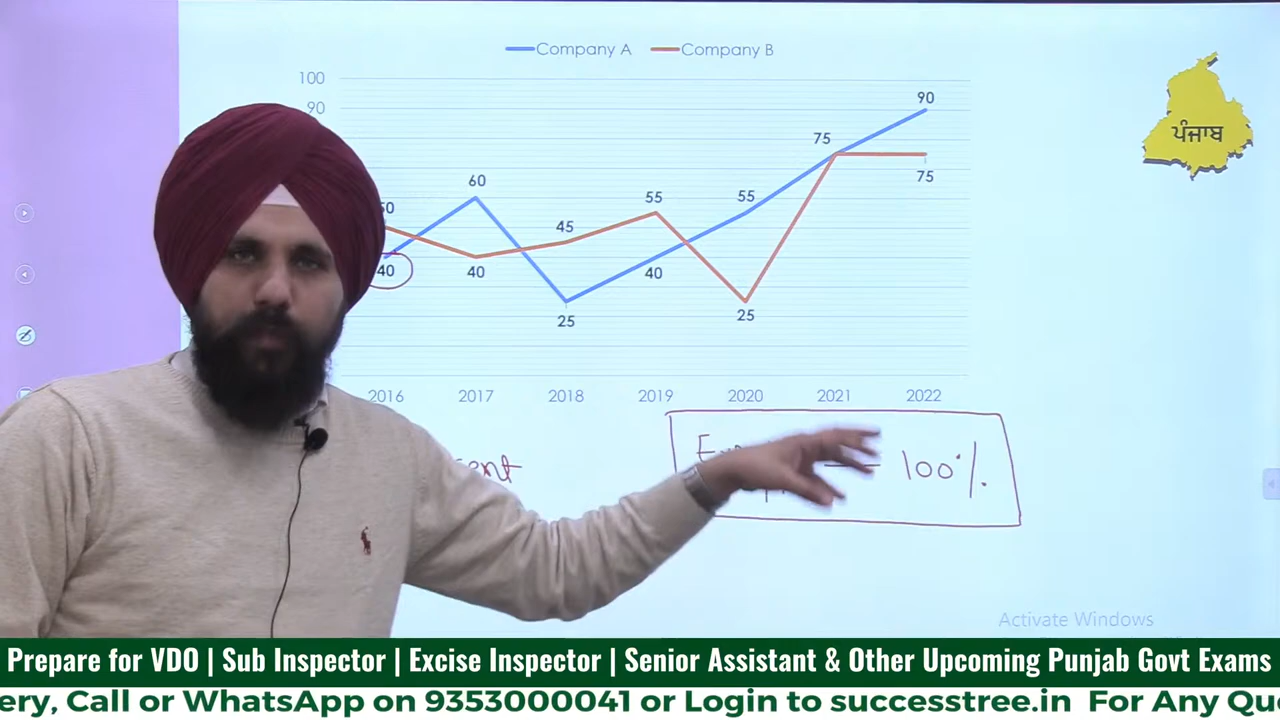 Company A Company B
100
90
90
75
60
55
55
50
45
75
40
40
40
25
25
ਪੰਜਾਬ
2016 2017 2018 2019 2020 2021 2022
100%.
Activate Windows
Prepare for VDO | Sub Inspector | Excise Inspector | Senior Assistant & Other Upcoming Punjab Govt Exams
ery, Call or WhatsApp on 9353000041 or Login to successtree.in For Any Qu